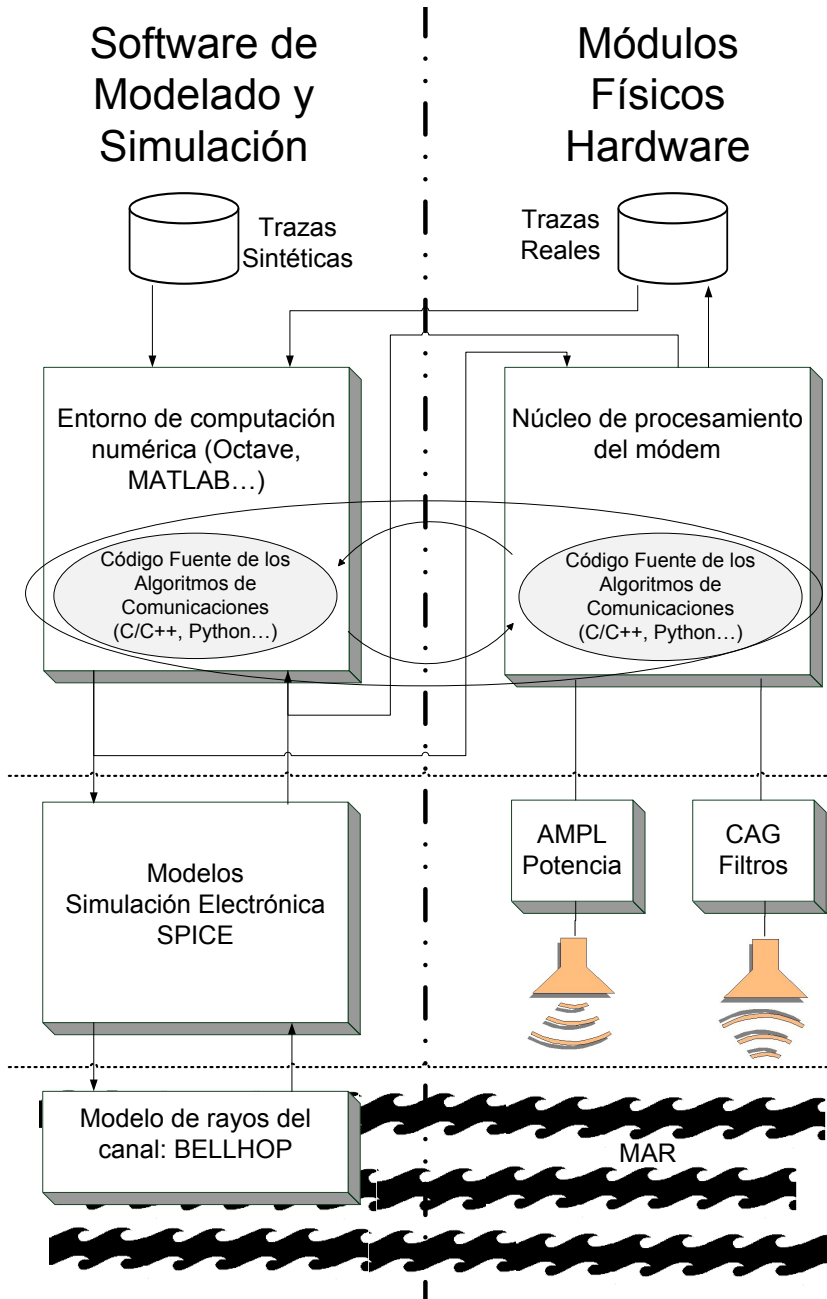 Software de
Modelado y
Simulación
Módulos
Físicos
Hardware
Trazas
Sintéticas
Trazas
Reales
Entorno de computación
numérica (Octave,
MATLAB…)
Núcleo de procesamiento
del módem
Código Fuente de los
Algoritmos de
Comunicaciones
(C/C++, Python…)
Código Fuente de los
Algoritmos de
Comunicaciones
(C/C++, Python…)
Modelos
Simulación Electrónica
SPICE
AMPL
Potencia
CAG
Filtros
Modelo de rayos del
canal: BELLHOP
MAR